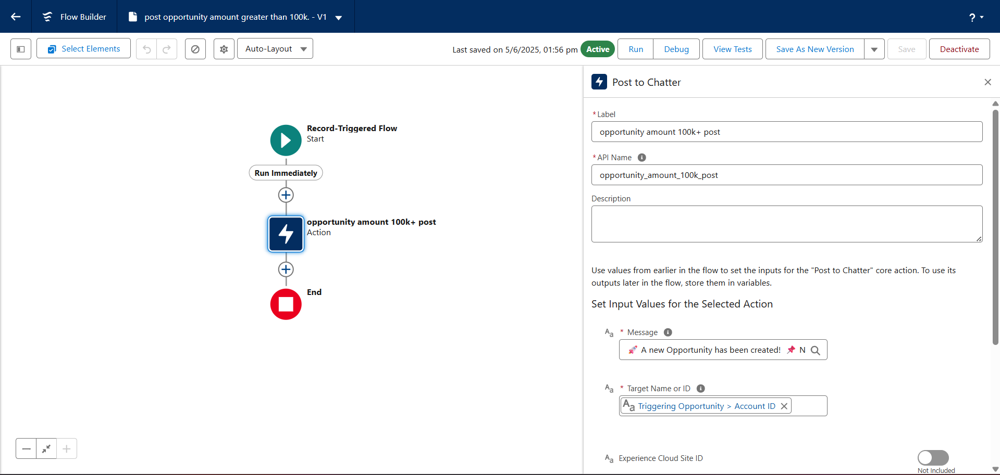 Flow Builder
post opportunity amount greater than 100k. - V1
?
Select Elements
Auto-Layout
Last saved on 5/6/2025, 01:56 pm
Active
Run
Debug
View Tests
Save As New Version
Save
Deactivate
Record-Triggered Flow
Start
Run Immediately
opportunity amount 100k+ post
Action
End
Post to Chatter
* Label
opportunity amount 100k+ post
* API Name
opportunity_amount_100k_post
Description
Use values from earlier in the flow to set the inputs for the "Post to Chatter" core action. To use its
outputs later in the flow, store them in variables.
Set Input Values for the Selected Action
Aa * Message
🚀 A new Opportunity has been created! 📌 N
Aa * Target Name or ID
Aa Triggering Opportunity > Account ID
Aa Experience Cloud Site ID
Not Included